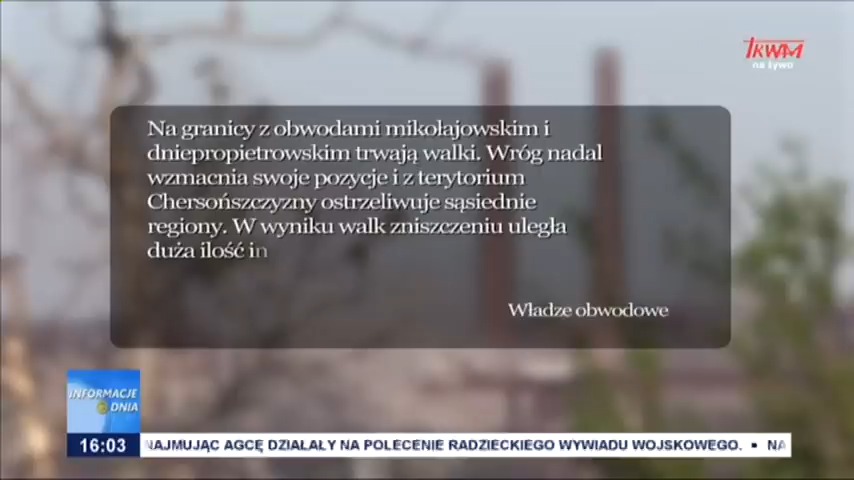 TRWAM
na żywo
Na granicy z obwodami mikołajowskim i
dniepropietrowskim trwają walki. Wróg nadal
wzmacnia swoje pozycje i z terytorium
Chersońszczyzny ostrzeliwuje sąsiednie
regiony. W wyniku walk zniszczeniu uległa
duża ilość in
Władze obwodowe
INFORMACJE
DNIA
16:03 NAJMUJĄC AGCĘ DZIAŁAŁY NA POLECENIE RADZIECKIEGO WYWIADU WOJSKOWEGO. ▪ NA